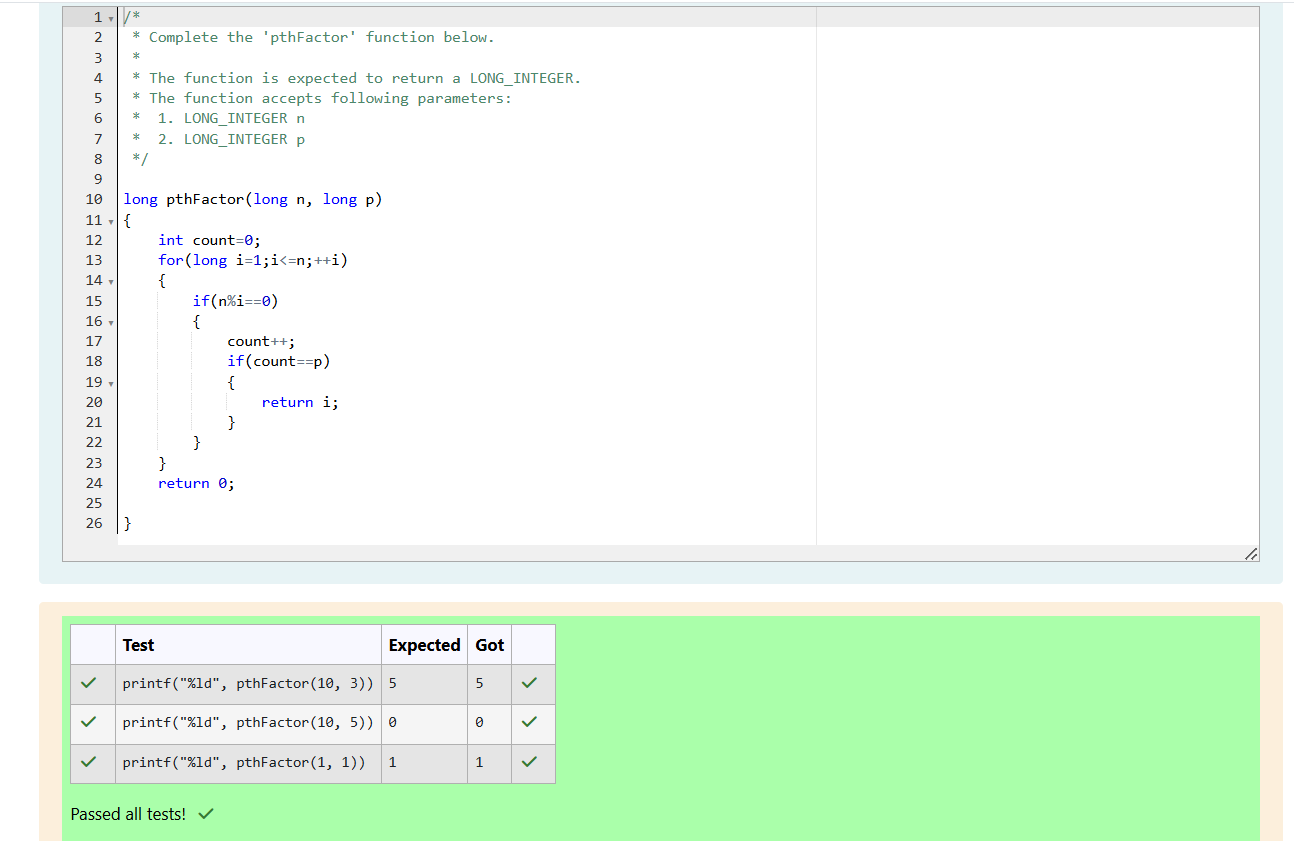 1 /*
2  * Complete the 'pthFactor' function below.
3  *
4  * The function is expected to return a LONG_INTEGER.
5  * The function accepts following parameters:
6  *  1. LONG_INTEGER n
7  *  2. LONG_INTEGER p
8  */
9
10 long pthFactor(long n, long p)
11 {
12     int count=0;
13     for(long i=1;i<=n;++i)
14     {
15         if(n%i==0)
16         {
17             count++;
18             if(count==p)
19             {
20                 return i;
21             }
22         }
23     }
24     return 0;
25
26 }
Test Expected Got
printf("%ld", pthFactor(10, 3)) 5 5
printf("%ld", pthFactor(10, 5)) 0 0
printf("%ld", pthFactor(1, 1)) 1 1
Passed all tests!